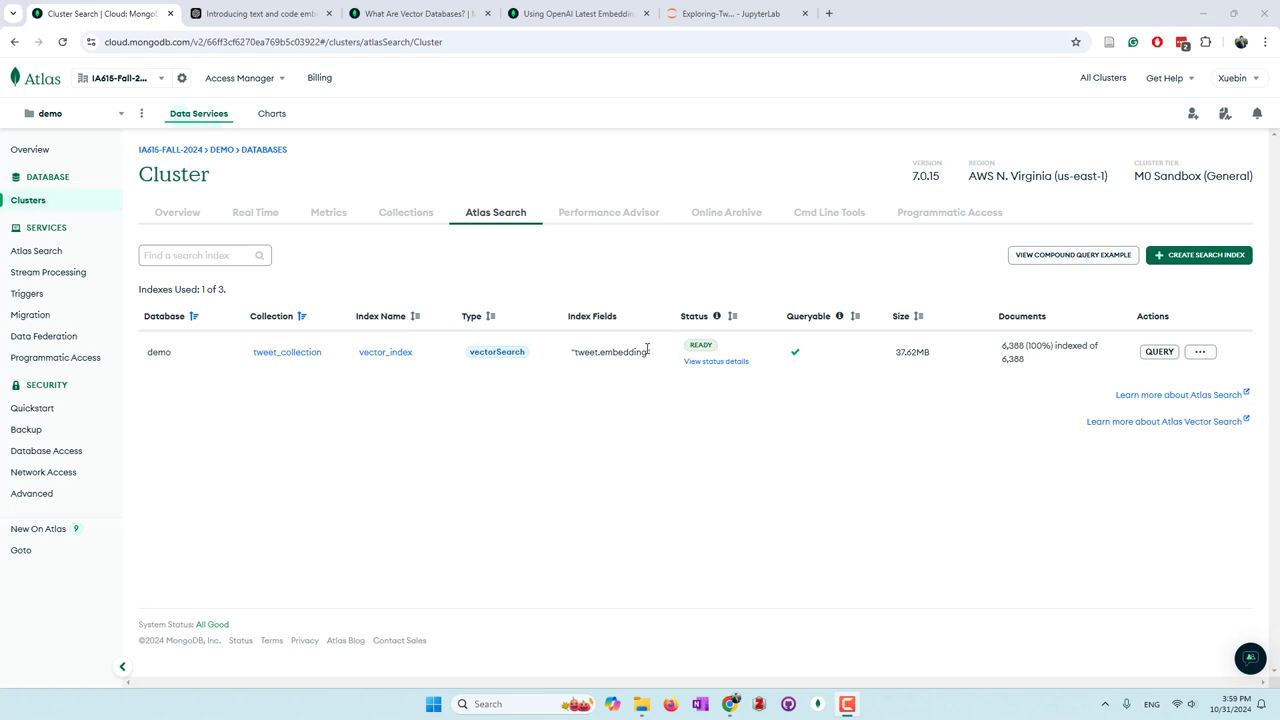 Clusters | Cloud: MongoDB Cl
Introducing text and code emb
What Are Vector Databases? | M
Using OpenAI Latest Embedding
Exploring-Tw... - JupyterLab
cloud.mongodb.com/v2/66ff3cf6270ea769b5c03922#/clusters/atlasSearch/Cluster
2
Atlas
IA615-Fall-2...
Access Manager
Billing
All Clusters
Get Help
Xuebin
demo
Data Services
Charts
Overview
DATABASE
Clusters
SERVICES
Atlas Search
Stream Processing
Triggers
Migration
Data Federation
Programmatic Access
SECURITY
Quickstart
Backup
Database Access
Network Access
Advanced
New On Atlas 9
Goto
IA615-FALL-2024 > DEMO > DATABASES
Cluster
VERSION
7.0.15
REGION
AWS N. Virginia (us-east-1)
CLUSTER TIER
M0 Sandbox (General)
Overview
Real Time
Metrics
Collections
Atlas Search
Performance Advisor
Online Archive
Cmd Line Tools
Programmatic Access
Find a search index
VIEW COMPOUND QUERY EXAMPLE
CREATE SEARCH INDEX
Indexes Used: 1 of 3.
Database Collection Index Name Type Index Fields Status Queryable Size Documents Actions
demo
tweet_collection
vector_index
vectorSearch
"tweet.embedding"
READY
View status details
37.62MB
6,388 (100%) indexed of
6,388
QUERY
Learn more about Atlas Search
Learn more about Atlas Vector Search
System Status: All Good
©2024 MongoDB, Inc. Status Terms Privacy Atlas Blog Contact Sales
Search
ENG
3:59 PM
10/31/2024